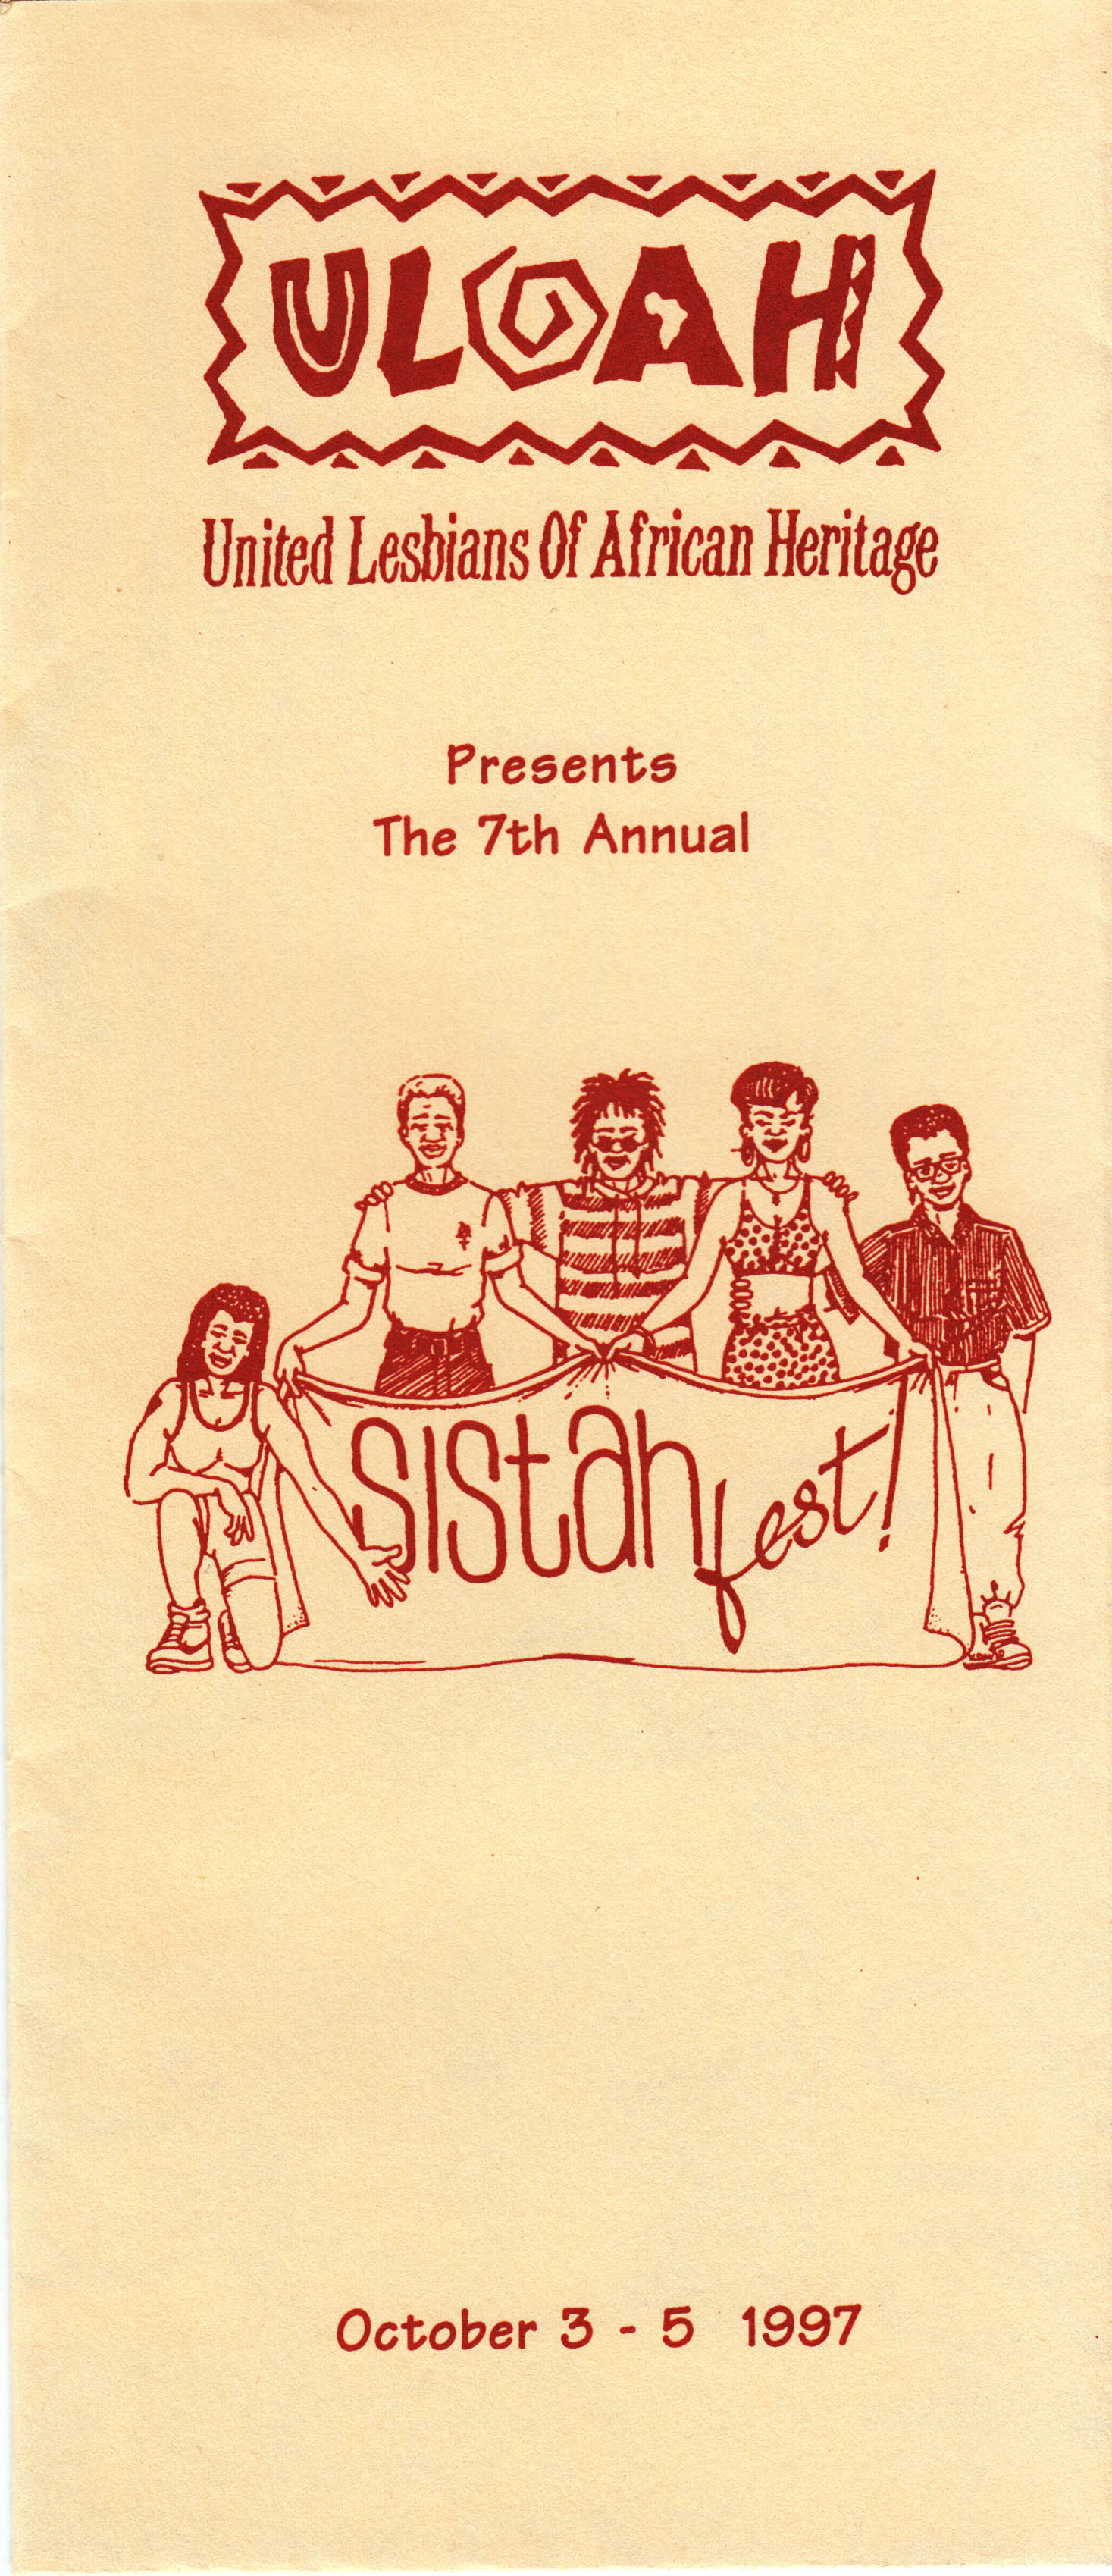 ULOAH
United Lesbians Of African Heritage
Presents
The 7th Annual
sistah fest!
October 3 - 5 1997